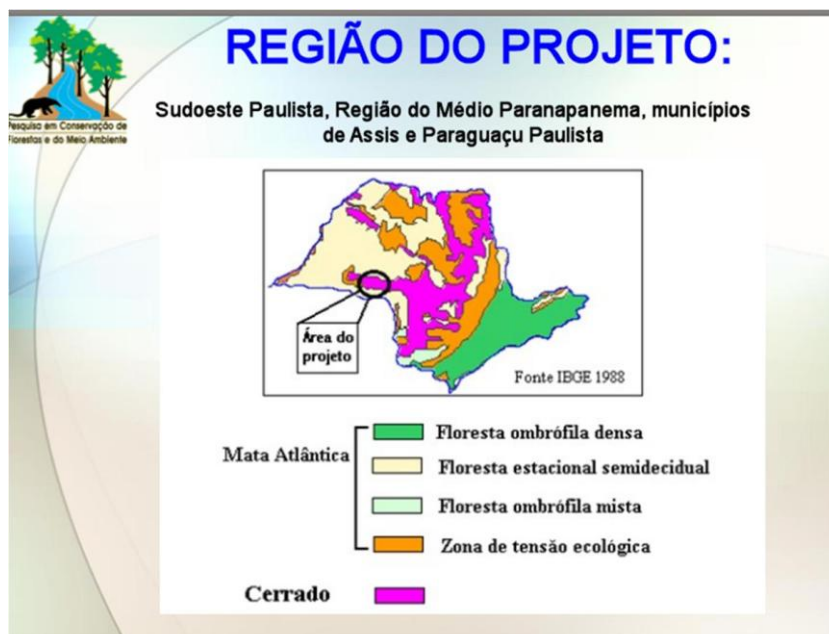 REGIÃO DO PROJETO:
Pesquisa em Conservação de
Florestas e do Meio Ambiente
Sudoeste Paulista, Região do Médio Paranapanema, municípios
de Assis e Paraguaçu Paulista
Área do
projeto
Fonte IBGE 1988
Mata Atlântica
Floresta ombrófila densa
Floresta estacional semidecidual
Floresta ombrófila mista
Zona de tensão ecológica
Cerrado